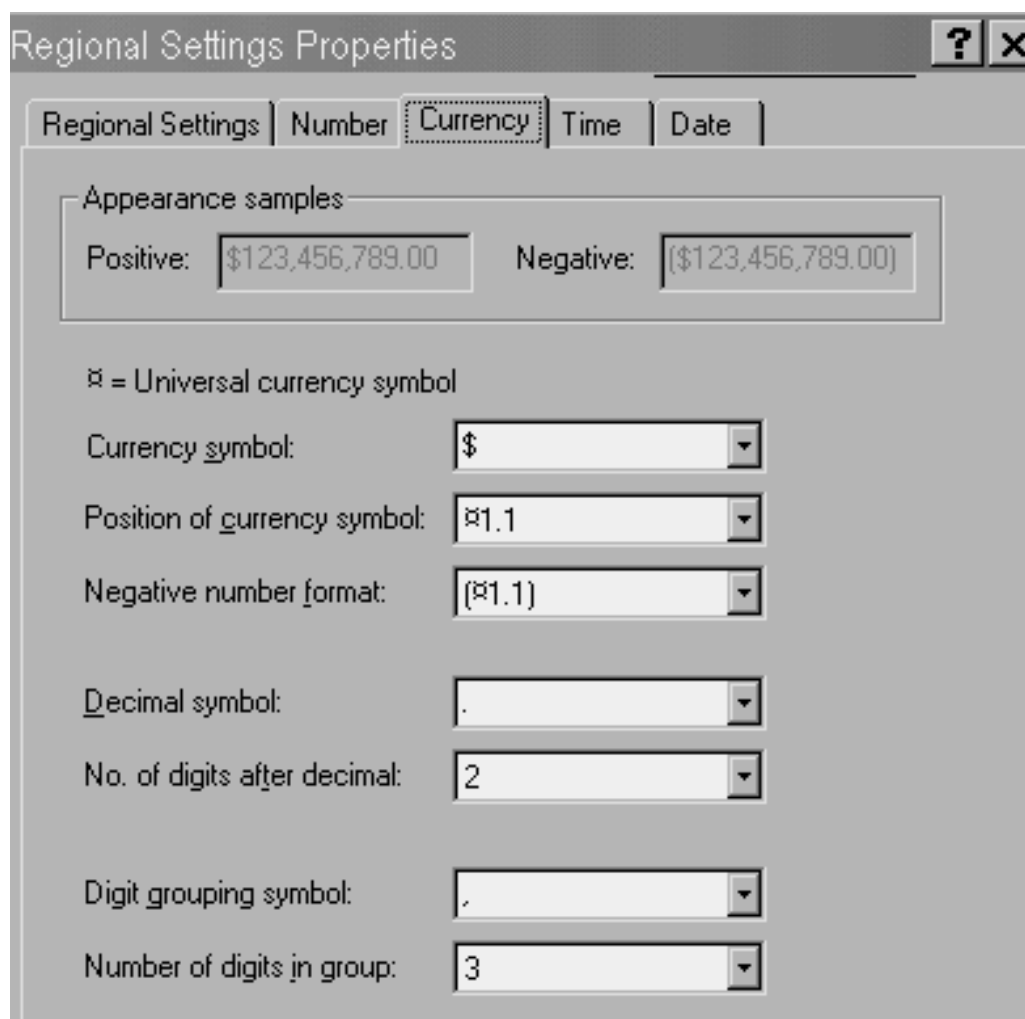 Regional Settings Properties
Regional Settings Number Currency Time Date
Appearance samples
Positive: $123,456,789.00 Negative: ($123,456,789.00)
¤ = Universal currency symbol
Currency symbol: $
Position of currency symbol: ¤1.1
Negative number format: (¤1.1)
Decimal symbol: .
No. of digits after decimal: 2
Digit grouping symbol: ,
Number of digits in group: 3